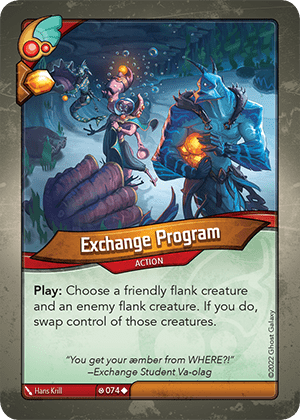 Exchange Program
ACTION
Play: Choose a friendly flank creature
and an enemy flank creature. If you do,
swap control of those creatures.
"You get your æmber from WHERE?!"
–Exchange Student Va-olag
Hans Krill
074
©2022 Ghost Galaxy